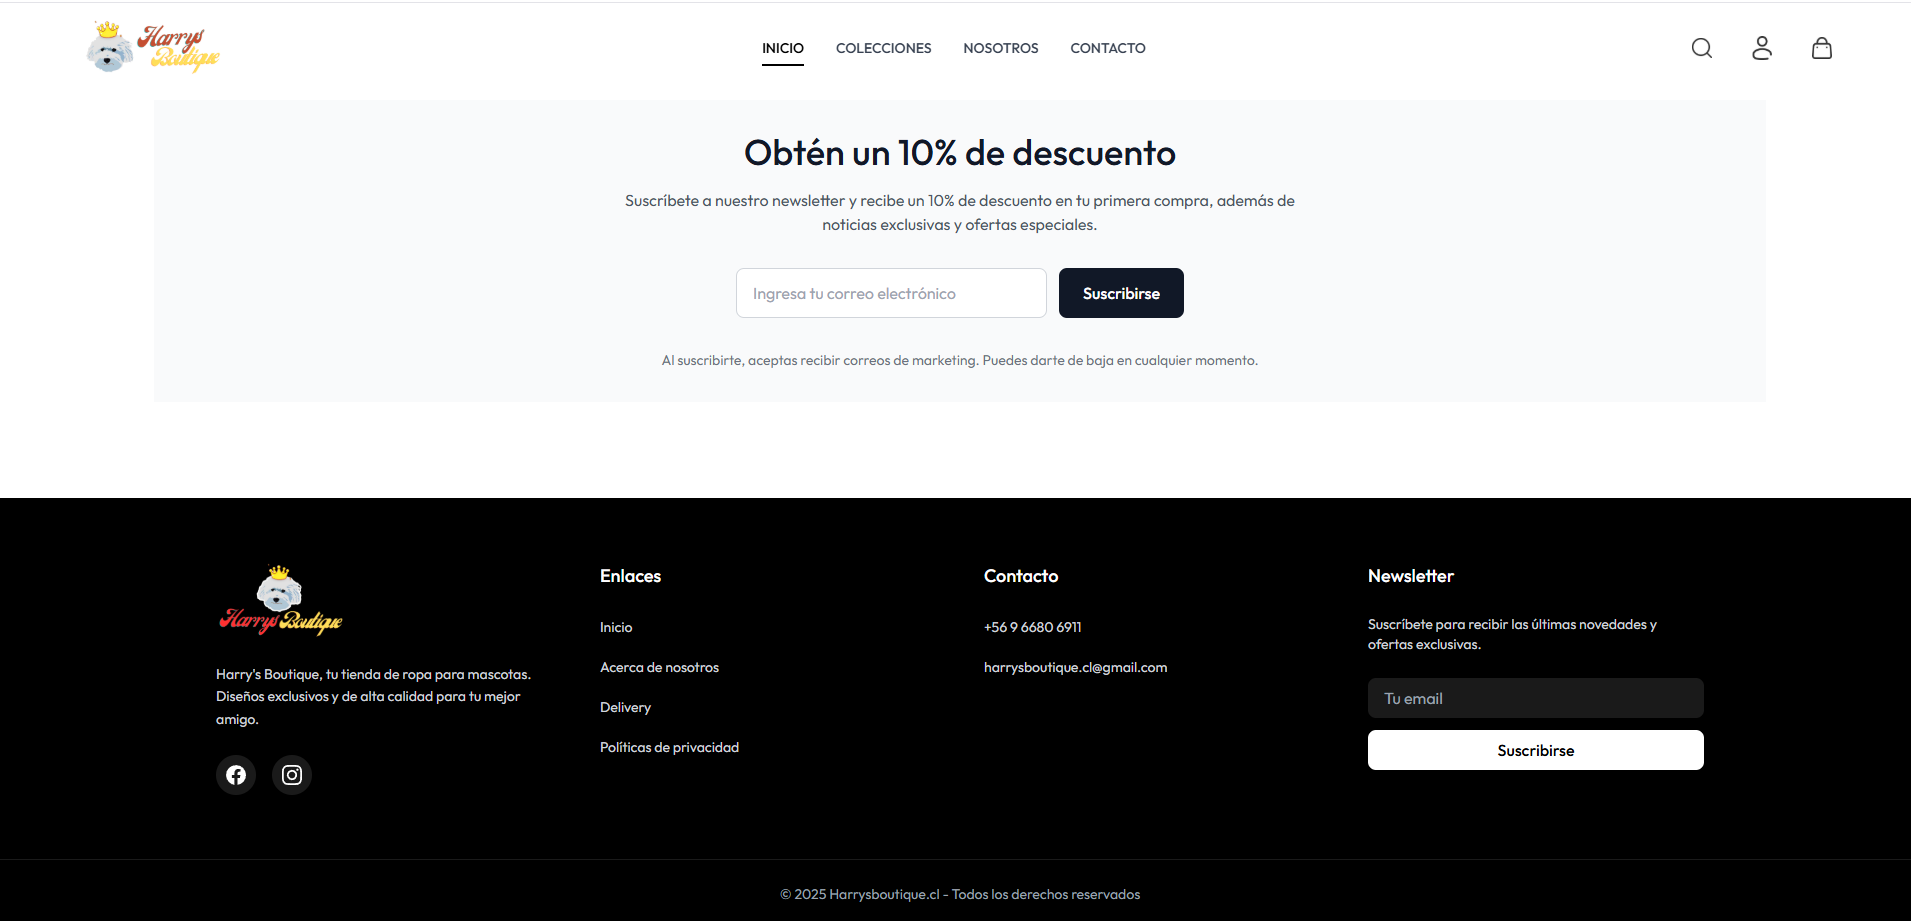 Harrys
Boutique
INICIO
COLECCIONES
NOSOTROS
CONTACTO
Obtén un 10% de descuento
Suscríbete a nuestro newsletter y recibe un 10% de descuento en tu primera compra, además de
noticias exclusivas y ofertas especiales.
Ingresa tu correo electrónico
Suscribirse
Al suscribirte, aceptas recibir correos de marketing. Puedes darte de baja en cualquier momento.
Harrys Boutique
Harry's Boutique, tu tienda de ropa para mascotas.
Diseños exclusivos y de alta calidad para tu mejor
amigo.
Enlaces
Inicio
Acerca de nosotros
Delivery
Políticas de privacidad
Contacto
+56 9 6680 6911
harrysboutique.cl@gmail.com
Newsletter
Suscríbete para recibir las últimas novedades y
ofertas exclusivas.
Tu email
Suscribirse
© 2025 Harrysboutique.cl - Todos los derechos reservados